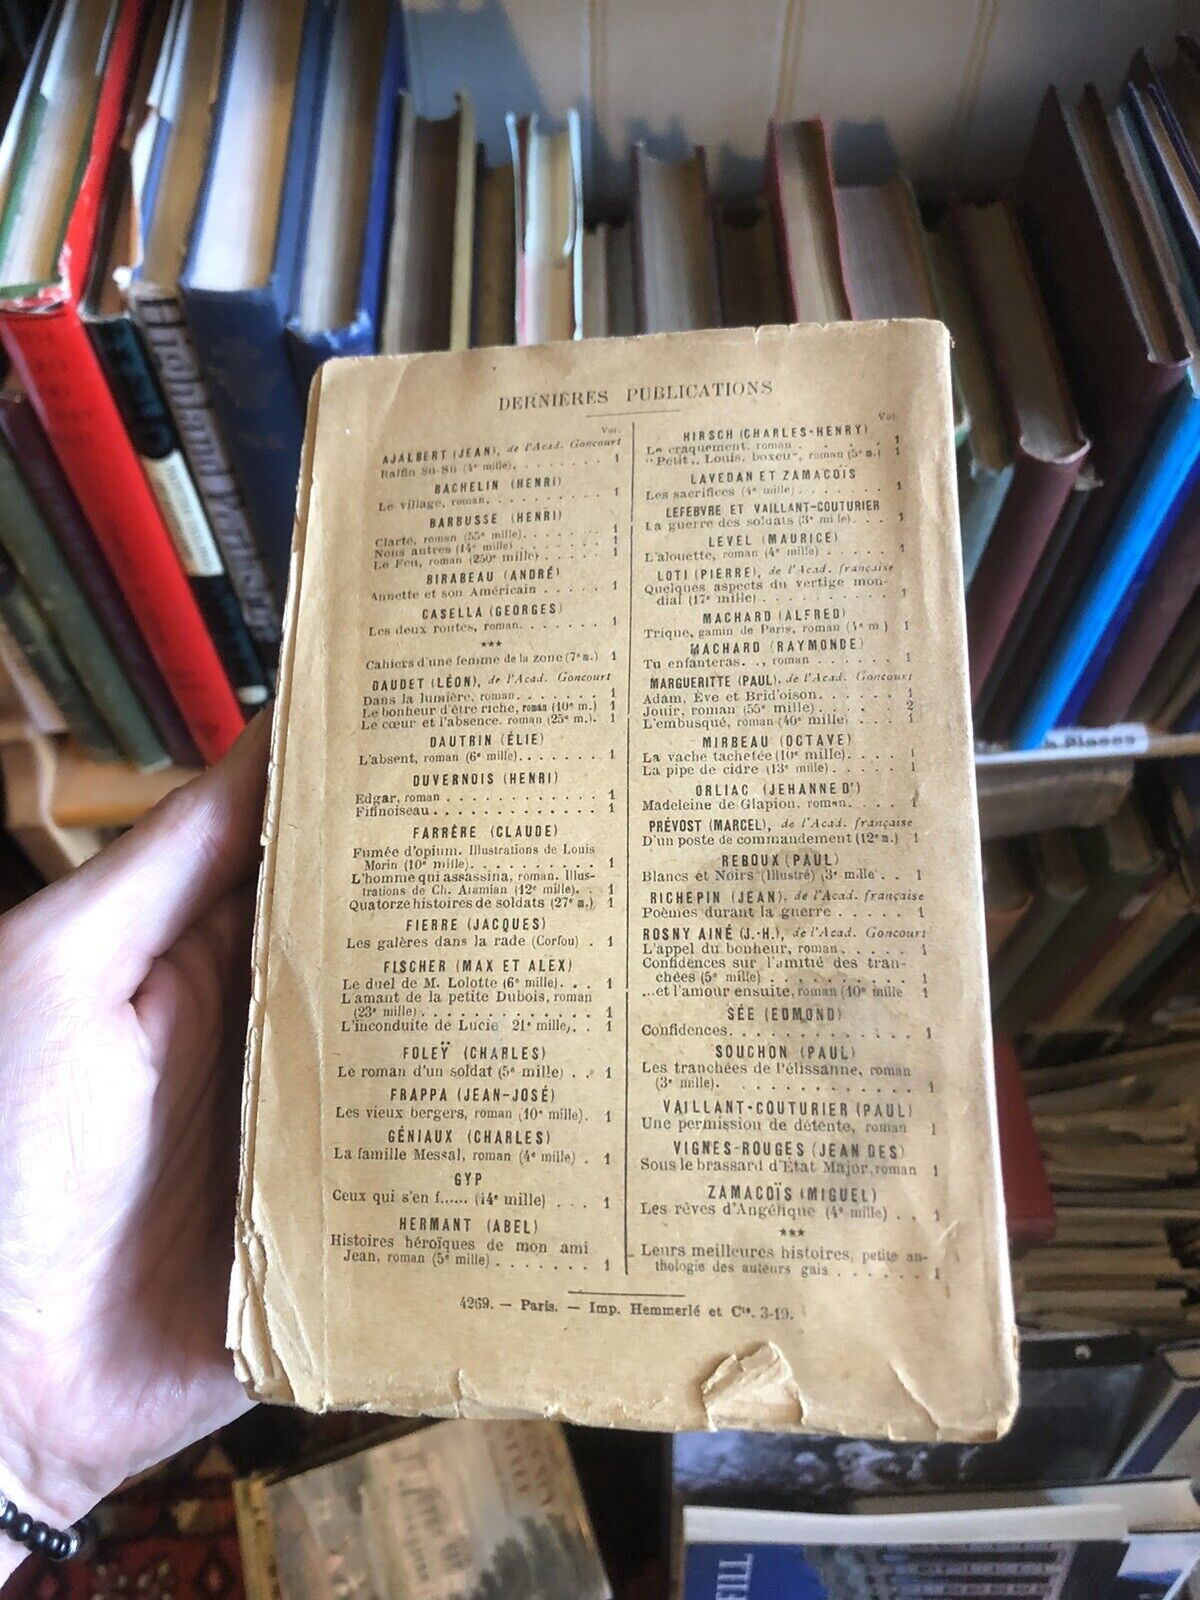 DERNIÈRES PUBLICATIONS
Vol.
AJALBERT (JEAN), de l'Acad. Goncourt
Raffin Su-Su (4e mille). . . . . . . . 1
BACHELIN (HENRI)
Le village, roman. . . . . . . . . . 1
BARBUSSE (HENRI)
Clarté, roman (55e mille). . . . . . . 1
Nous autres (14e mille) . . . . . . . 1
Le Feu, roman (250e mille) . . . . . . 1
BIRABEAU (ANDRÉ)
Annette et son Américain . . . . . 1
CASELLA (GEORGES)
Les deux routes, roman. . . . . . . 1
***
Cahiers d'une femme de la zone (7e m.) 1
DAUDET (LÉON), de l'Acad. Goncourt
Dans la lumière, roman. . . . . . . 1
Le bonheur d'être riche, roman (10e m.) 1
Le cœur et l'absence, roman (25e m.). 1
DAUTRIN (ÉLIE)
L'absent, roman (6e mille). . . . . . . 1
DUVERNOIS (HENRI)
Edgar, roman . . . . . . . . . . . . 1
Fifinoiseau . . . . . . . . . . . . . 1
FARRÈRE (CLAUDE)
Fumée d'opium. Illustrations de Louis
Morin (10e mille). . . . . . . . . . 1
L'homme qui assassina, roman. Illus-
trations de Ch. Atamian (12e mille). . 1
Quatorze histoires de soldats (27e m.) 1
FIERRE (JACQUES)
Les galères dans la rade (Corfou) . 1
FISCHER (MAX ET ALEX)
Le duel de M. Lolotte (6e mille). . . 1
L'amant de la petite Dubois, roman
(23e mille) . . . . . . . . . . . . . 1
L'inconduite de Lucie 21e mille). . . 1
FOLEŸ (CHARLES)
Le roman d'un soldat (5e mille) . . 1
FRAPPA (JEAN-JOSÉ)
Les vieux bergers, roman (10e mille). 1
GÉNIAUX (CHARLES)
La famille Messal, roman (4e mille) . 1
GYP
Ceux qui s'en f...... (14e mille) . . . 1
HERMANT (ABEL)
Histoires héroïques de mon ami
Jean, roman (5e mille) . . . . . . . 1
Vol.
HIRSCH (CHARLES-HENRY)
Le craquement, roman . . . . . 1
"Petit" Louis, boxeur, roman (5e m.) 1
LAVEDAN ET ZAMACOÏS
Les sacrifices (4e mille) . . . . . . . 1
LEFEBVRE ET VAILLANT-COUTURIER
La guerre des soldats (3e mille). . . 1
LEVEL (MAURICE)
L'alouette, roman (4e mille) . . . . . 1
LOTI (PIERRE), de l'Acad. française
Quelques aspects du vertige mon-
dial (17e mille) . . . . . . . . . . 1
MACHARD (ALFRED)
Trique, gamin de Paris, roman (4e m ) 1
MACHARD (RAYMONDE)
Tu enfanteras. . ., roman . . . . . . 1
MARGUERITTE (PAUL), de l'Acad. Goncourt
Adam, Ève et Brid'oison. . . . . . 1
Jouir, roman (55e mille) . . . . . . 2
L'embusqué, roman (40e mille) . . . 1
MIRBEAU (OCTAVE)
La vache tachetée (10e mille). . . . 1
La pipe de cidre (13e mille). . . . . 1
ORLIAC (JEHANNE D')
Madeleine de Glapion, roman. . . . 1
PRÉVOST (MARCEL), de l'Acad. française
D'un poste de commandement (12e m.) 1
REBOUX (PAUL)
Blancs et Noirs (Illustré) (3e mille . . 1
RICHEPIN (JEAN), de l'Acad. française
Poèmes durant la guerre . . . . . 1
ROSNY AINÉ (J.-H.), de l'Acad. Goncourt
L'appel du bonheur, roman. . . . . 1
Confidences sur l'amitié des tran-
chées (5e mille) . . . . . . . . . . 1
...et l'amour ensuite, roman (10e mille 1
SÉE (EDMOND)
Confidences. . . . . . . . . . . . . 1
SOUCHON (PAUL)
Les tranchées de l'élissanne, roman
(3e mille). . . . . . . . . . . . . . 1
VAILLANT-COUTURIER (PAUL)
Une permission de détente, roman 1
VIGNES-ROUGES (JEAN DES)
Sous le brassard d'État Major, roman 1
ZAMACOÏS (MIGUEL)
Les rêves d'Angélique (4e mille) . . 1
***
Leurs meilleures histoires, petite an-
thologie des auteurs gais . . . . . . 1
4269. — Paris. — Imp. Hemmerlé et Cie. 3-19.
FILL